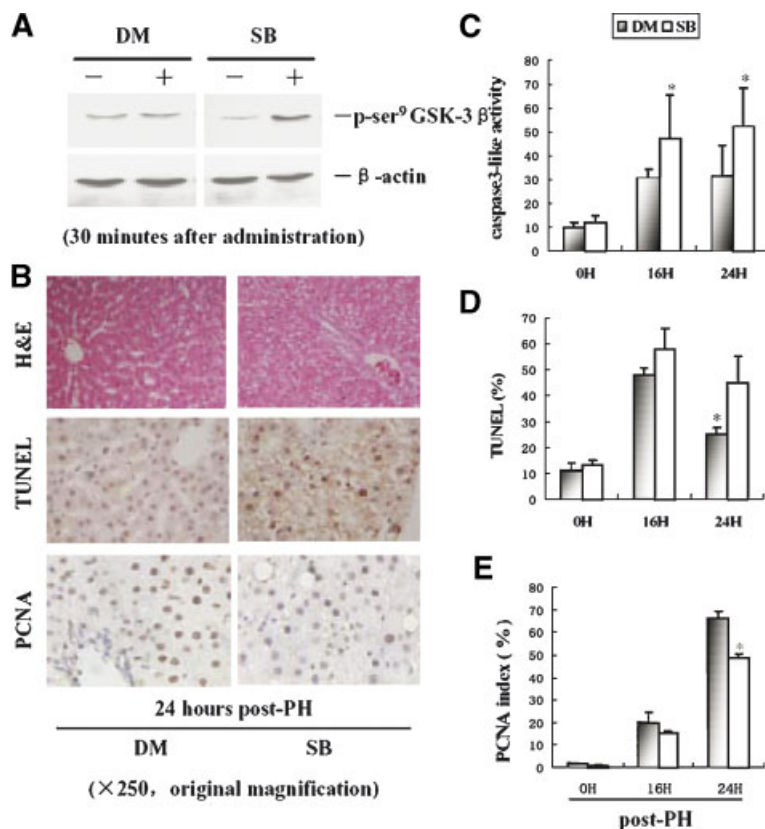 A
DM SB
− + − +
p-ser⁹GSK-3 β
β-actin
(30 minutes after administration)
B
H&E
TUNEL
PCNA
24 hours post-PH
DM SB
(×250, original magnification)
C
DM SB
caspase3-like activity
80
70
60
50
40
30
20
10
0
* *
0H 16H 24H
D
TUNEL (%)
70
60
50
40
30
20
10
0
*
0H 16H 24H
E
PCNA index ( % )
80
70
60
50
40
30
20
10
0
*
0H 16H 24H
post-PH